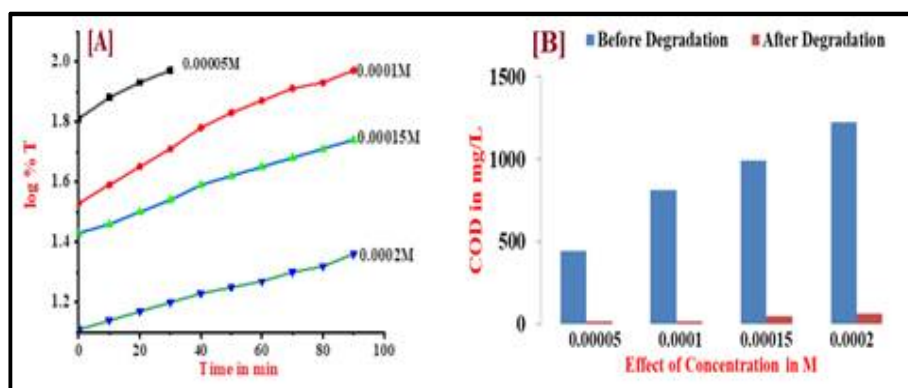 [A]
log % T
2.0
1.8
1.6
1.4
1.2
0.00005M
0.0001M
0.00015M
0.0002M
0 20 40 60 80 100
Time in min
[B]
Before Degradation After Degradation
COD in mg/L
1500
1000
500
0
0.00005 0.0001 0.00015 0.0002
Effect of Concentration in M